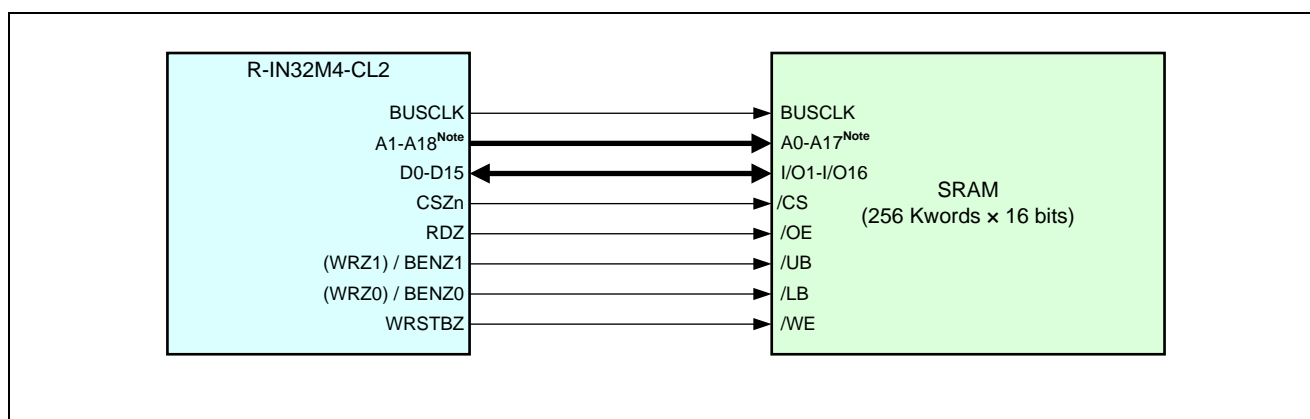 R-IN32M4-CL2
BUSCLK BUSCLK
A1-A18Note A0-A17Note
D0-D15 I/O1-I/O16
SRAM
CSZn /CS
(256 Kwords × 16 bits)
RDZ /OE
(WRZ1) / BENZ1 /UB
(WRZ0) / BENZ0 /LB
WRSTBZ /WE